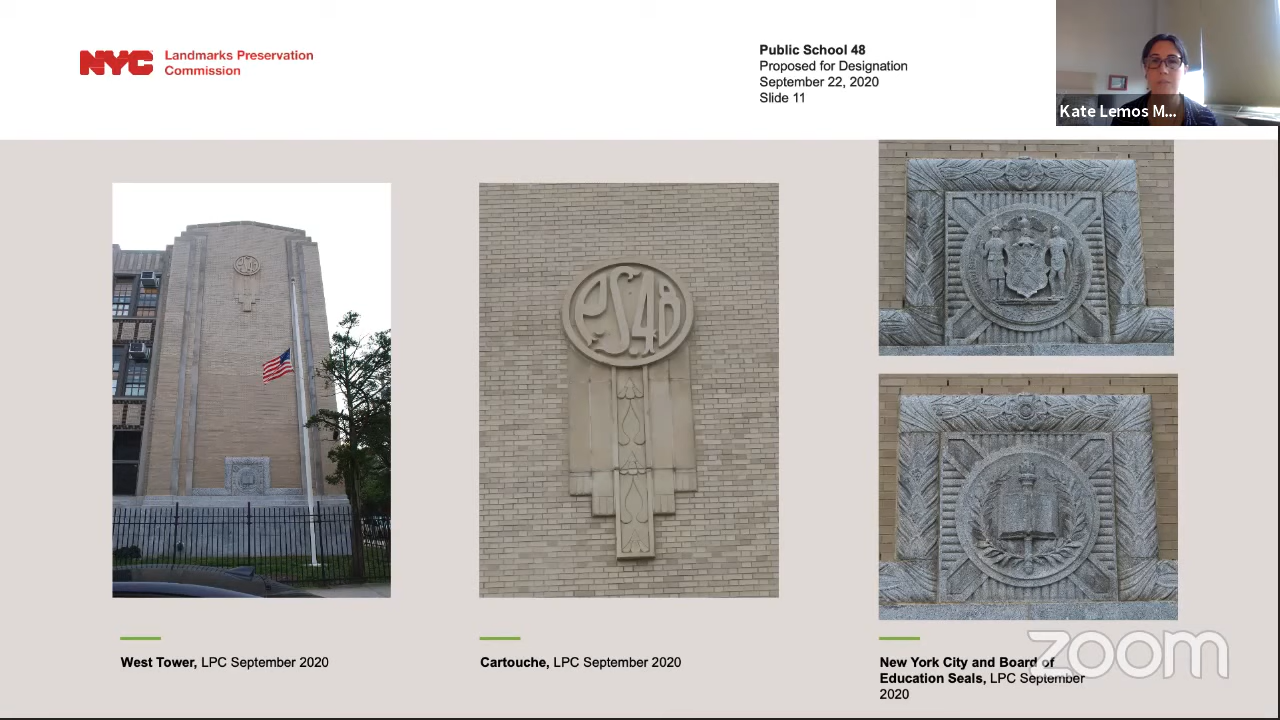 NYC
Landmarks Preservation
Commission
Public School 48
Proposed for Designation
September 22, 2020
Slide 11
Kate Lemos M...
PS48
West Tower, LPC September 2020
Cartouche, LPC September 2020
New York City and Board of
Education Seals, LPC September
2020
zoom